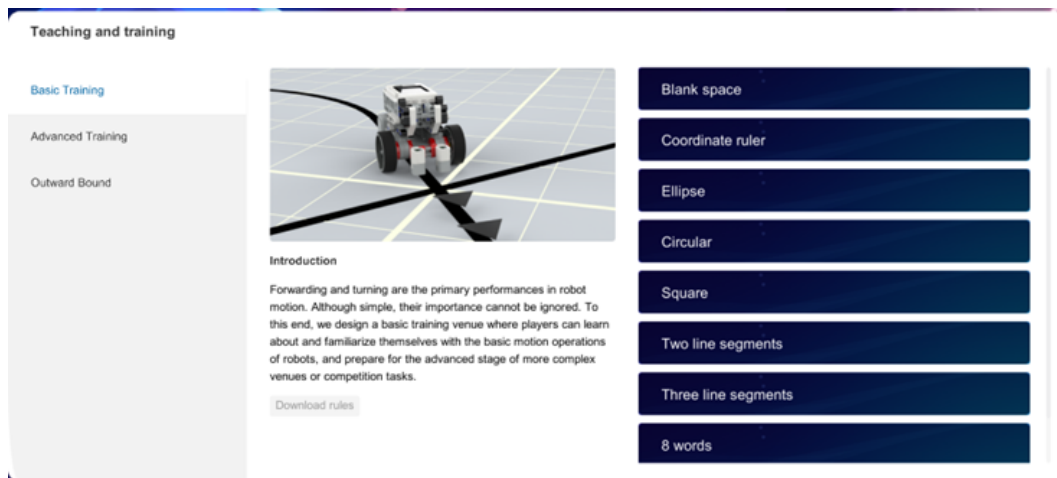 Teaching and training
Basic Training
Advanced Training
Outward Bound
Introduction
Forwarding and turning are the primary performances in robot
motion. Although simple, their importance cannot be ignored. To
this end, we design a basic training venue where players can learn
about and familiarize themselves with the basic motion operations
of robots, and prepare for the advanced stage of more complex
venues or competition tasks.
Download rules
Blank space
Coordinate ruler
Ellipse
Circular
Square
Two line segments
Three line segments
8 words